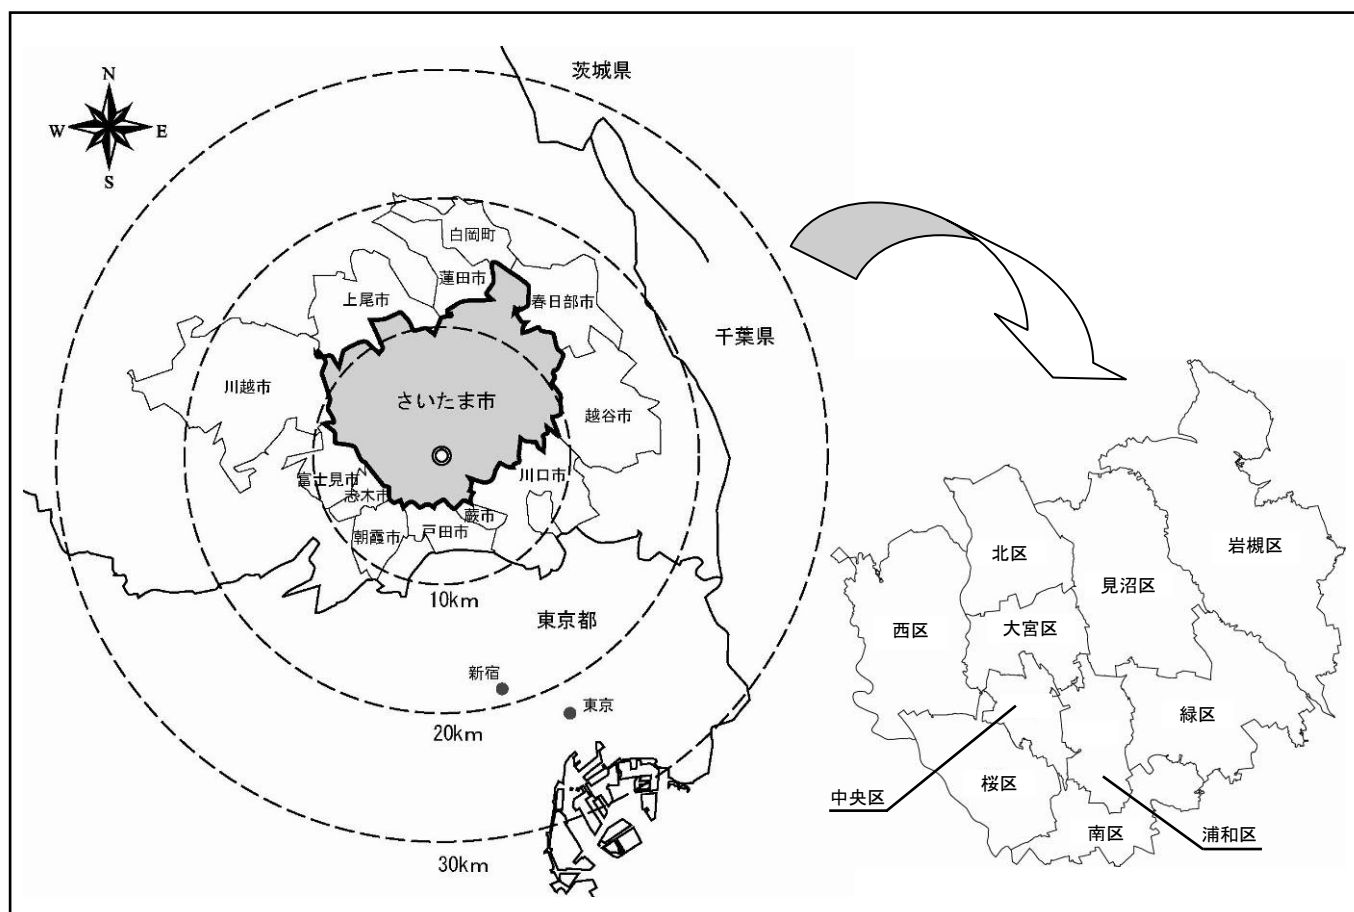 茨城県
N
W
E
S
白岡町
蓮田市
上尾市
春日部市
千葉県
川越市
さいたま市
越谷市
川口市
富士見市
志木市
蕨市
朝霞市
戸田市
10km
東京都
新宿
東京
20km
30km
岩槻区
北区
見沼区
西区
大宮区
緑区
桜区
中央区
南区
浦和区